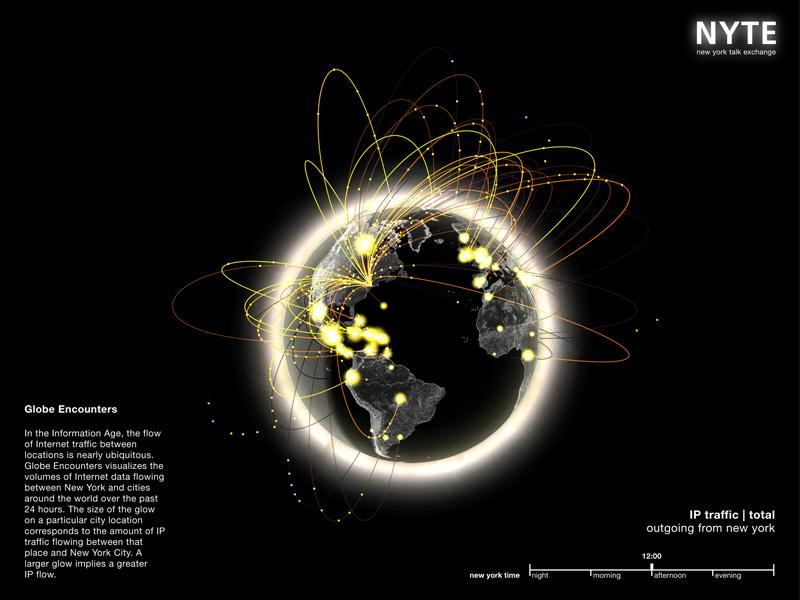 NYTE
new york talk exchange
Globe Encounters
In the Information Age, the flow
of Internet traffic between
locations is nearly ubiquitous.
Globe Encounters visualizes the
volumes of Internet data flowing
between New York and cities
around the world over the past
24 hours. The size of the glow
on a particular city location
corresponds to the amount of IP
traffic flowing between that
place and New York City. A
larger glow implies a greater
IP flow.
IP traffic | total
outgoing from new york
12:00
new york time
night
morning
afternoon
evening